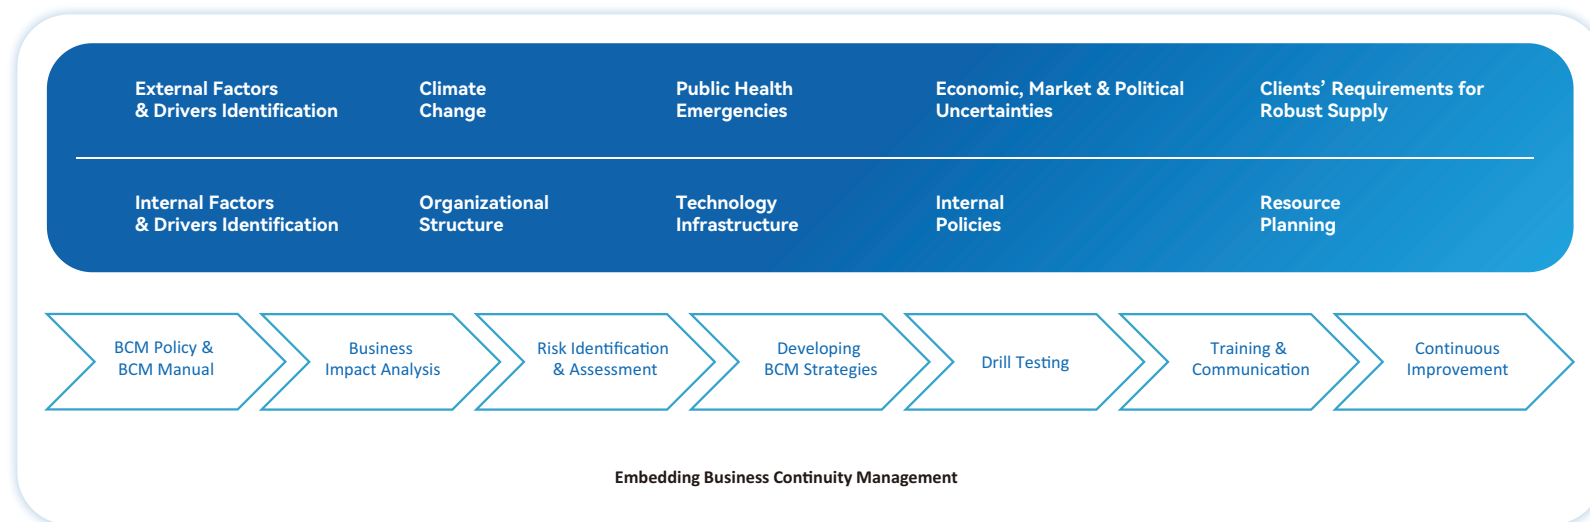 External Factors
& Drivers Identification
Climate
Change
Public Health
Emergencies
Economic, Market & Political
Uncertainties
Clients’ Requirements for
Robust Supply
Internal Factors
& Drivers Identification
Organizational
Structure
Technology
Infrastructure
Internal
Policies
Resource
Planning
BCM Policy &
BCM Manual
Business
Impact Analysis
Risk Identification
& Assessment
Developing
BCM Strategies
Drill Testing
Training &
Communication
Continuous
Improvement
Embedding Business Continuity Management